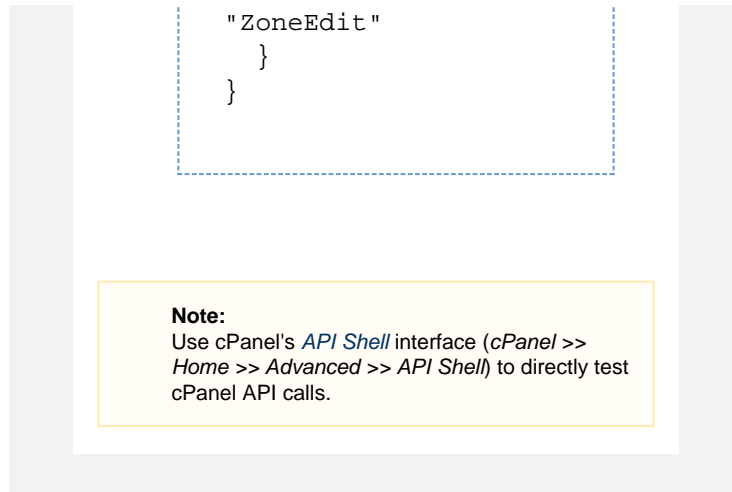 "ZoneEdit"
}
}
Note:
Use cPanel's API Shell interface (cPanel >>
Home >> Advanced >> API Shell) to directly test
cPanel API calls.